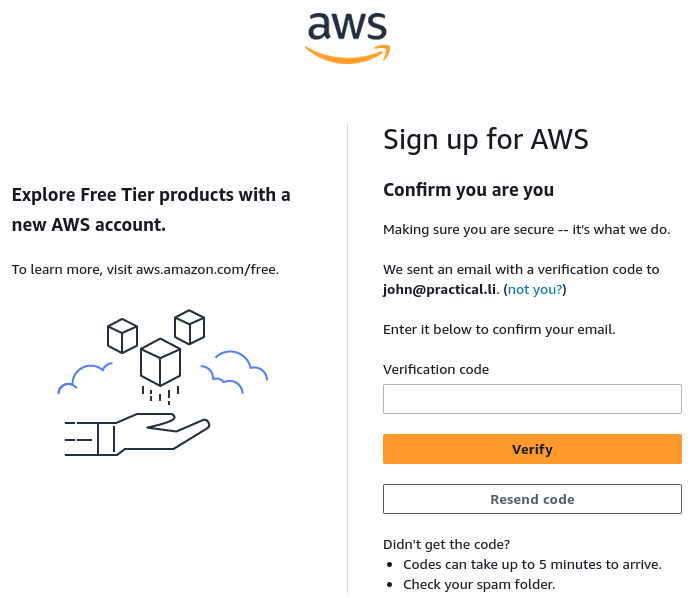 aws
Explore Free Tier products with a
new AWS account.
To learn more, visit aws.amazon.com/free.
Sign up for AWS
Confirm you are you
Making sure you are secure -- it's what we do.
We sent an email with a verification code to
john@practical.li. (not you?)
Enter it below to confirm your email.
Verification code
Verify
Resend code
Didn't get the code?
• Codes can take up to 5 minutes to arrive.
• Check your spam folder.